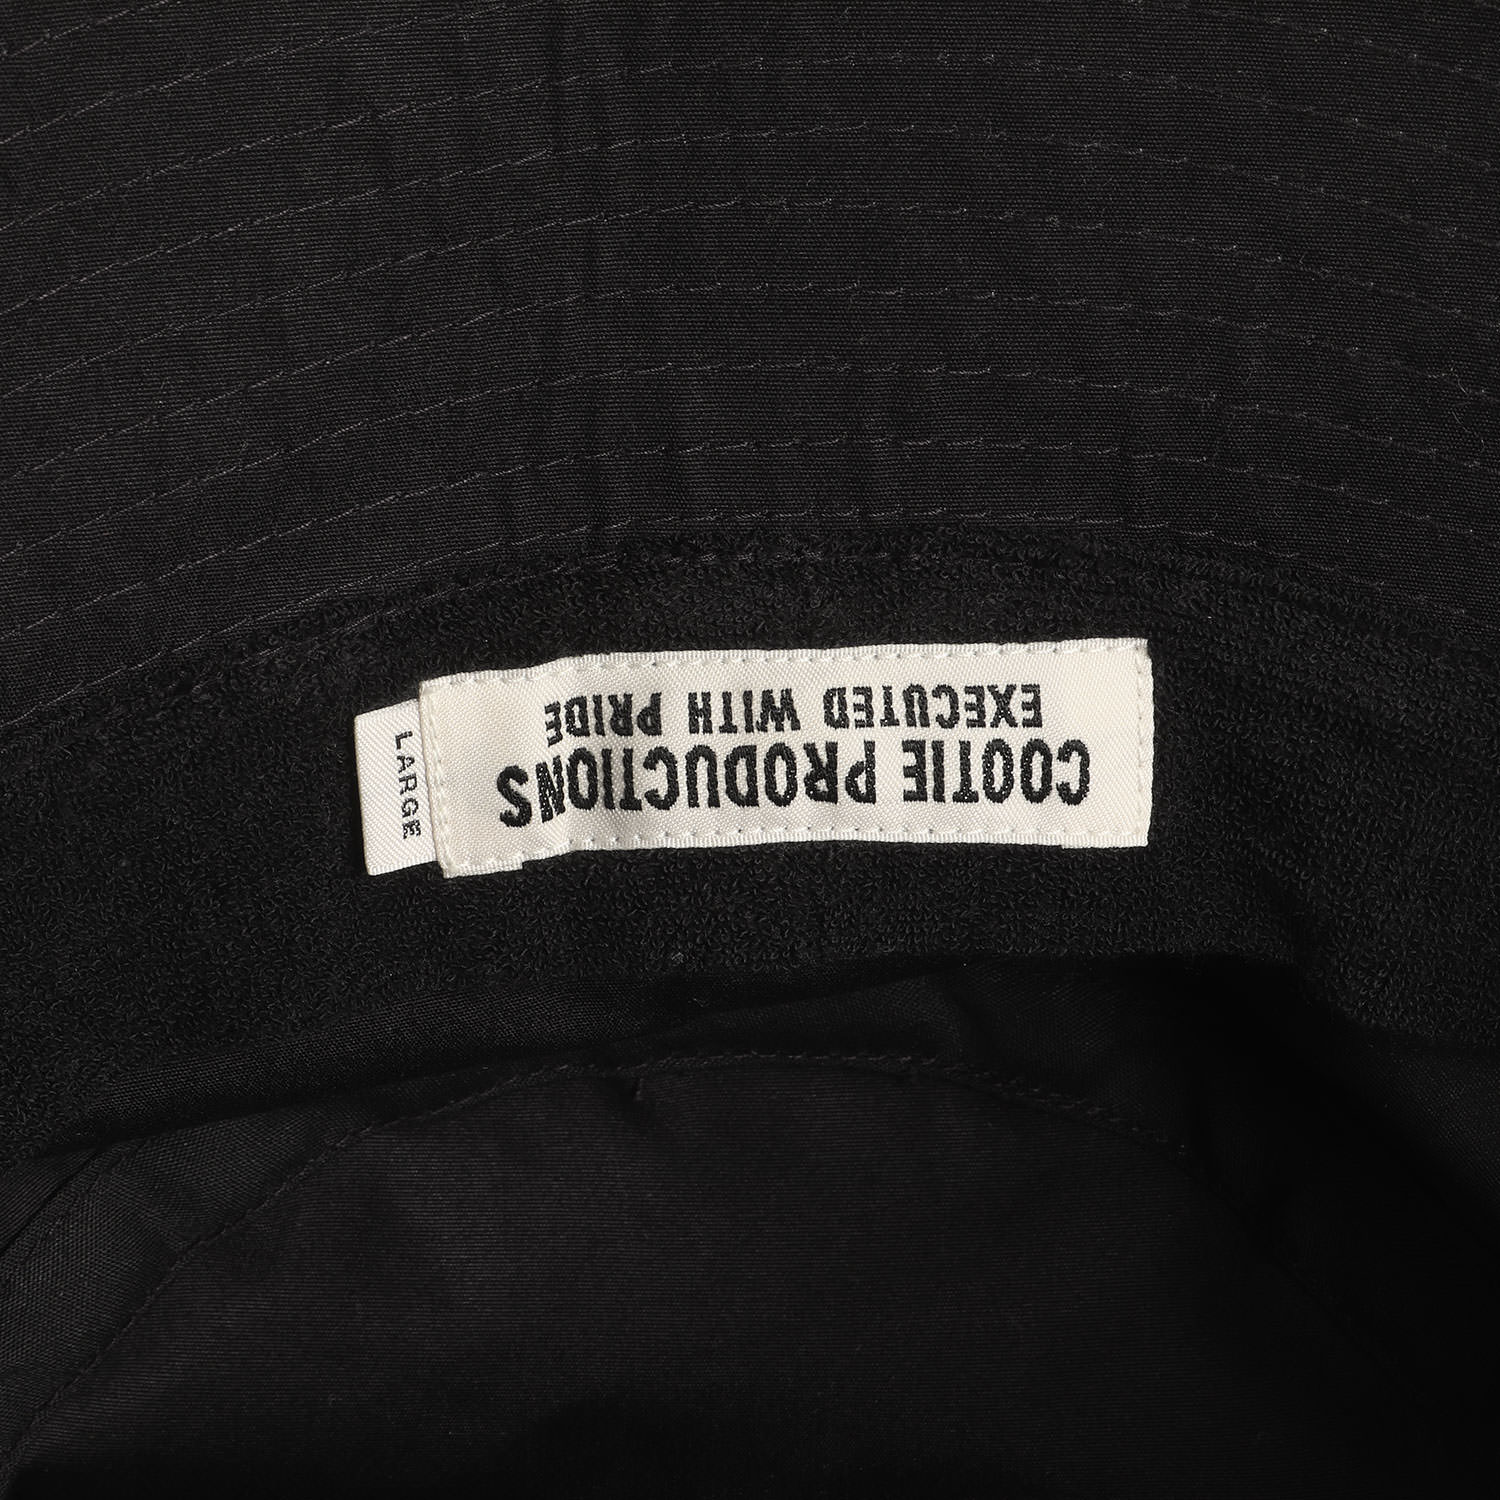 COOTIE PRODUCTIONS
EXECUTED WITH PRIDE
LARGE